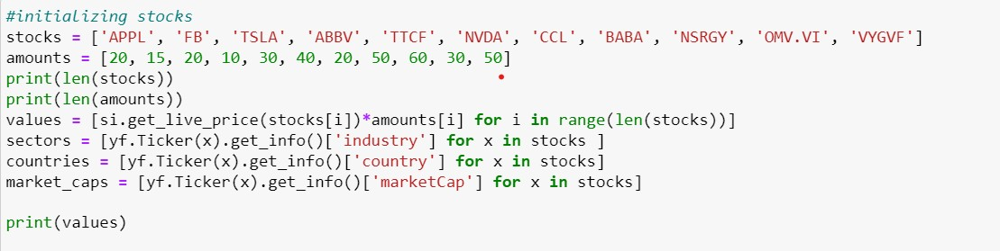 #initializing stocks
stocks = ['APPL', 'FB', 'TSLA', 'ABBV', 'TTCF', 'NVDA', 'CCL', 'BABA', 'NSRGY', 'OMV.VI', 'VYGVF']
amounts = [20, 15, 20, 10, 30, 40, 20, 50, 60, 30, 50]
print(len(stocks))
print(len(amounts))
values = [si.get_live_price(stocks[i])*amounts[i] for i in range(len(stocks))]
sectors = [yf.Ticker(x).get_info()['industry'] for x in stocks ]
countries = [yf.Ticker(x).get_info()['country'] for x in stocks]
market_caps = [yf.Ticker(x).get_info()['marketCap'] for x in stocks]
print(values)